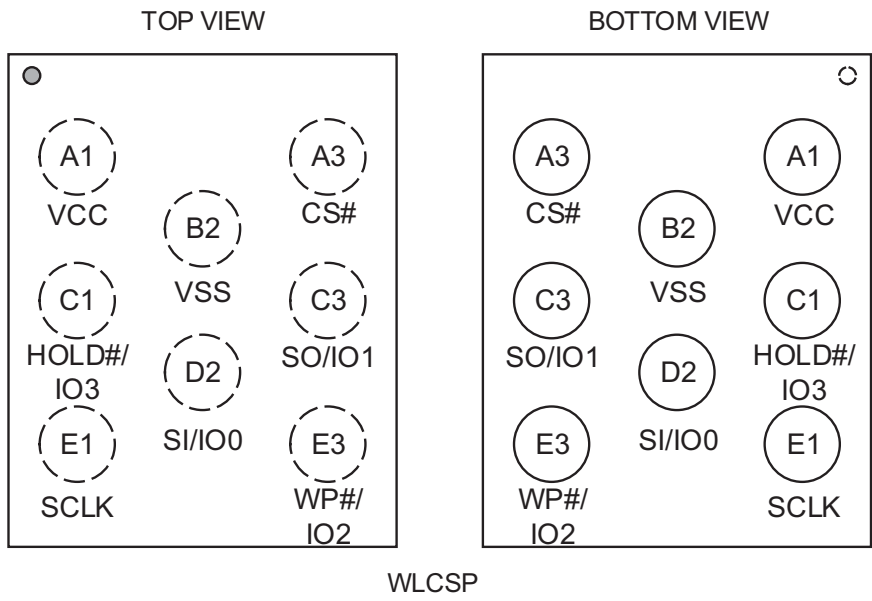 TOP VIEW
BOTTOM VIEW
A1
A3
VCC
CS#
B2
VSS
C1
C3
HOLD#/
IO3
SO/IO1
D2
SI/IO0
E1
E3
SCLK
WP#/
IO2
A3
A1
CS#
VCC
B2
VSS
C3
C1
SO/IO1
HOLD#/
IO3
D2
SI/IO0
E3
E1
WP#/
IO2
SCLK
WLCSP